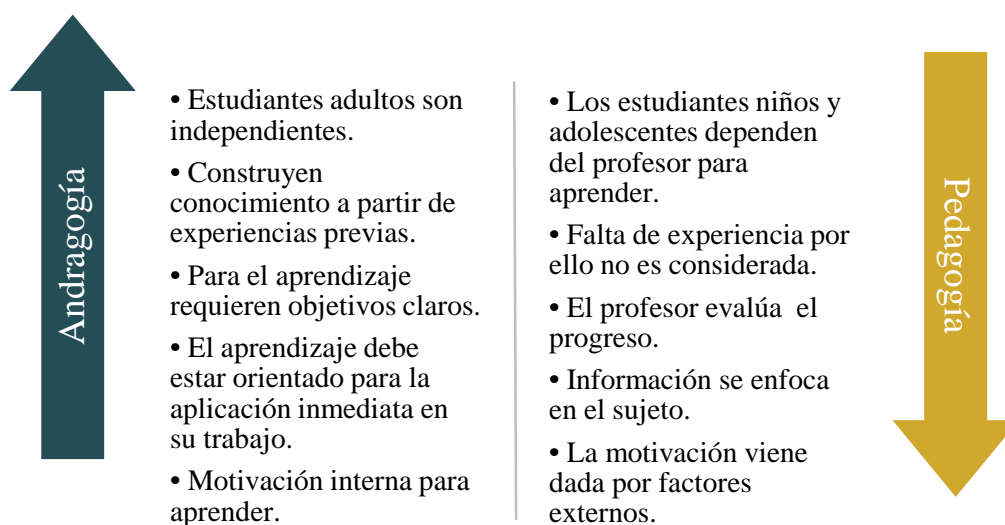 Andragogía
• Estudiantes adultos son
independientes.
• Construyen
conocimiento a partir de
experiencias previas.
• Para el aprendizaje
requieren objetivos claros.
• El aprendizaje debe
estar orientado para la
aplicación inmediata en
su trabajo.
• Motivación interna para
aprender.
• Los estudiantes niños y
adolescentes dependen
del profesor para
aprender.
• Falta de experiencia por
ello no es considerada.
• El profesor evalúa  el
progreso.
• Información se enfoca
en el sujeto.
• La motivación viene
dada por factores
externos.
Pedagogía